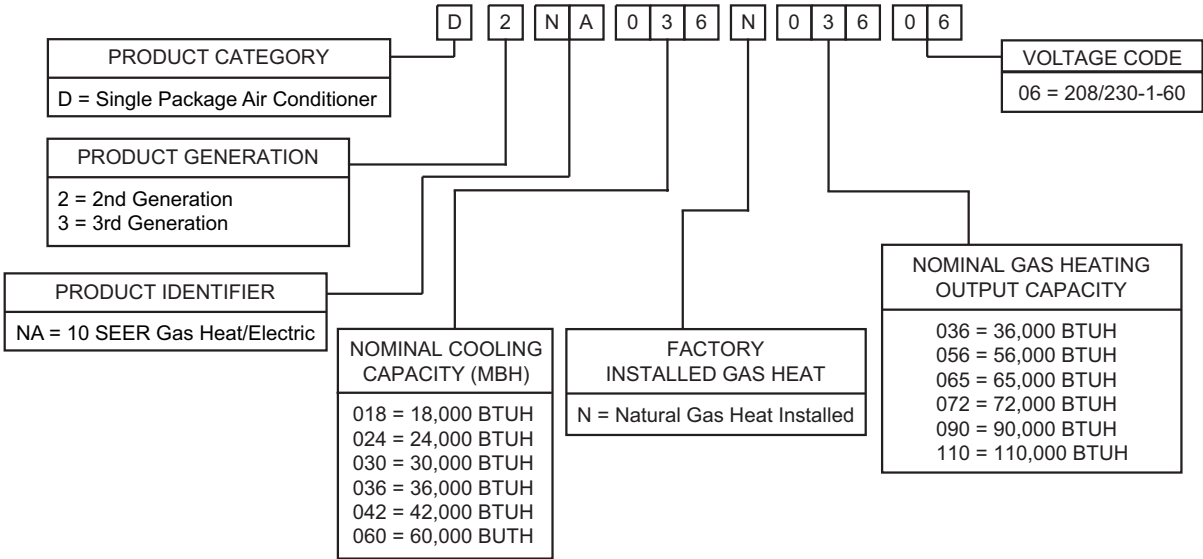 D 2 N A 0 3 6 N 0 3 6 0 6
PRODUCT CATEGORY
D = Single Package Air Conditioner
VOLTAGE CODE
06 = 208/230-1-60
PRODUCT GENERATION
2 = 2nd Generation
3 = 3rd Generation
PRODUCT IDENTIFIER
NA = 10 SEER Gas Heat/Electric
NOMINAL COOLING
CAPACITY (MBH)
018 = 18,000 BTUH
024 = 24,000 BTUH
030 = 30,000 BTUH
036 = 36,000 BTUH
042 = 42,000 BTUH
060 = 60,000 BUTH
FACTORY
INSTALLED GAS HEAT
N = Natural Gas Heat Installed
NOMINAL GAS HEATING
OUTPUT CAPACITY
036 = 36,000 BTUH
056 = 56,000 BTUH
065 = 65,000 BTUH
072 = 72,000 BTUH
090 = 90,000 BTUH
110 = 110,000 BTUH